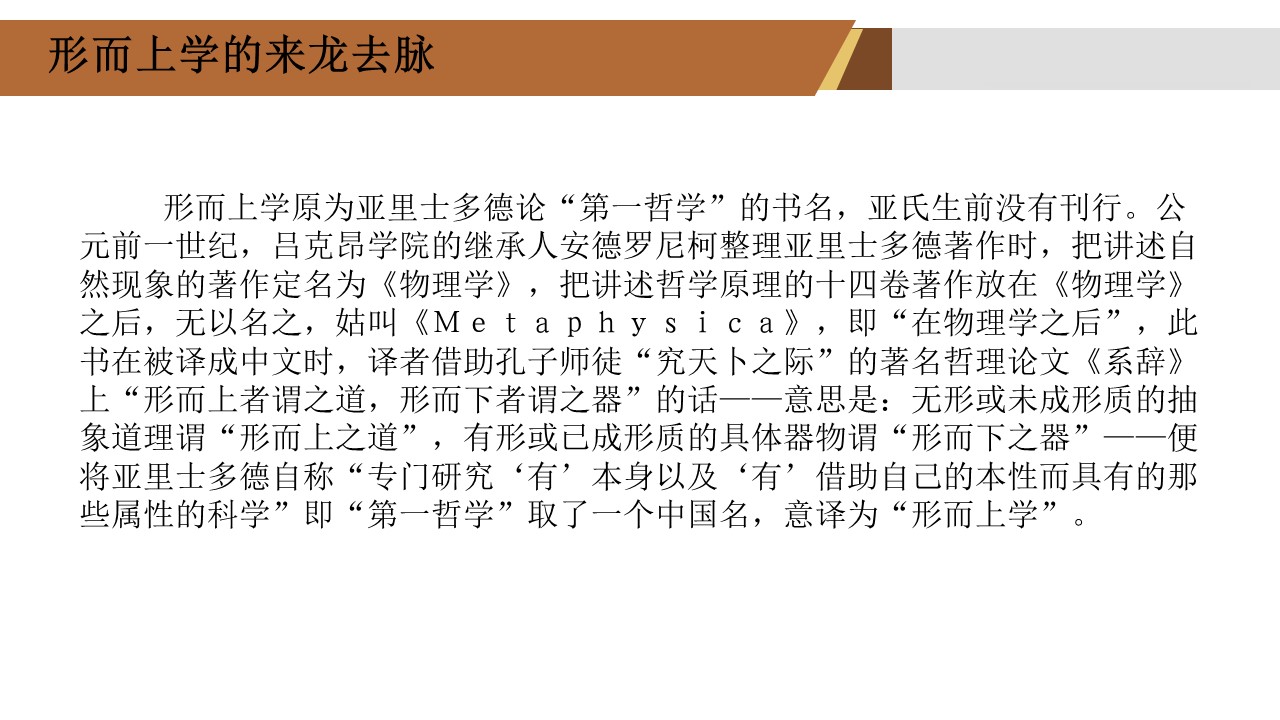 形而上学的来龙去脉
形而上学原为亚里士多德论“第一哲学”的书名，亚氏生前没有刊行。公
元前一世纪，吕克昂学院的继承人安德罗尼柯整理亚里士多德著作时，把讲述自
然现象的著作定名为《物理学》，把讲述哲学原理的十四卷著作放在《物理学》
之后，无以名之，姑叫《Ｍｅｔａｐｈｙｓｉｃａ》，即“在物理学之后”，此
书在被译成中文时，译者借助孔子师徒“究天卜之际”的著名哲理论文《系辞》
上“形而上者谓之道，形而下者谓之器”的话——意思是：无形或未成形质的抽
象道理谓“形而上之道”，有形或已成形质的具体器物谓“形而下之器”——便
将亚里士多德自称“专门研究‘有’本身以及‘有’借助自己的本性而具有的那
些属性的科学”即“第一哲学”取了一个中国名，意译为“形而上学”。